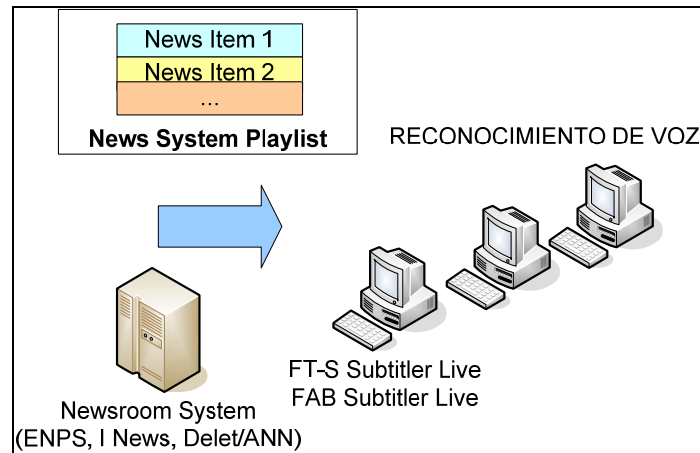 News Item 1
News Item 2
...
News System Playlist
RECONOCIMIENTO DE VOZ
FT-S Subtitler Live
FAB Subtitler Live
Newsroom System
(ENPS, I News, Delet/ANN)